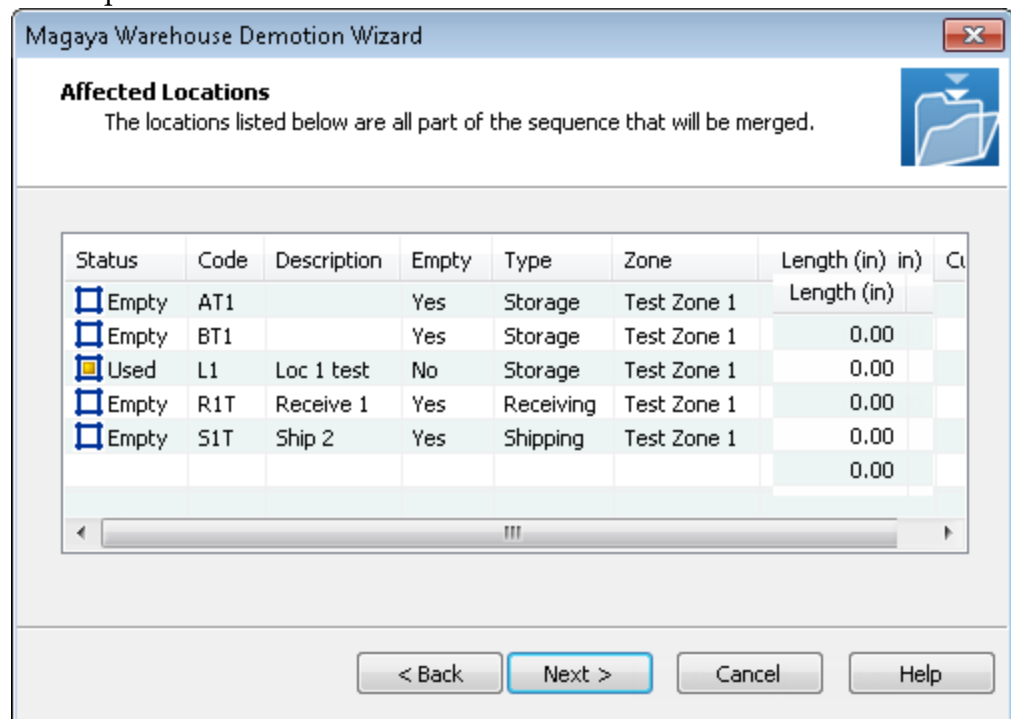 Magaya Warehouse Demotion Wizard
Affected Locations
The locations listed below are all part of the sequence that will be merged.
Status Code Description Empty Type Zone Length (in) in)
Length (in)
Empty AT1 Yes Storage Test Zone 1
Empty BT1 Yes Storage Test Zone 1 0.00
Used L1 Loc 1 test No Storage Test Zone 1 0.00
Empty R1T Receive 1 Yes Receiving Test Zone 1 0.00
Empty S1T Ship 2 Yes Shipping Test Zone 1 0.00
0.00
< Back Next > Cancel Help